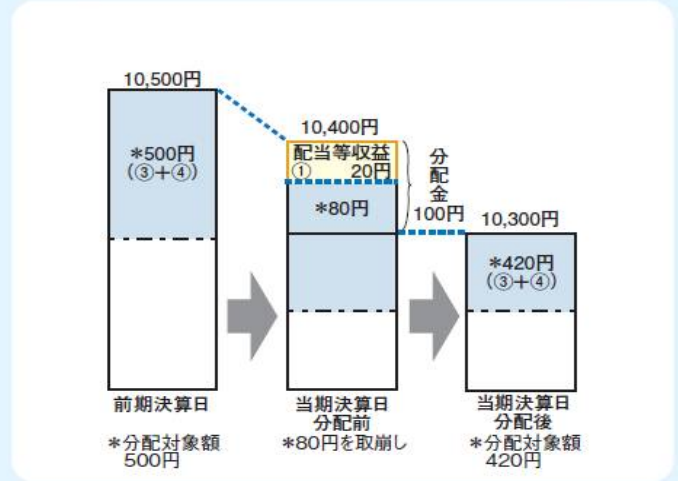 10,500円
*500円
(③+④)
前期決算日
*分配対象額
500円
10,400円
配当等収益
① 20円
*80円
分配金
100円
当期決算日
分配前
*80円を取崩し
10,300円
*420円
(③+④)
当期決算日
分配後
*分配対象額
420円